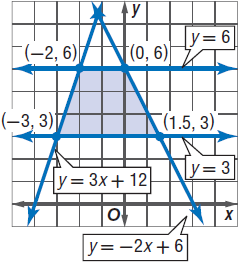 y
y = 6
(−2, 6)
(0, 6)
(−3, 3)
(1.5, 3)
y = 3
y = 3x + 12
O
x
y = −2x + 6